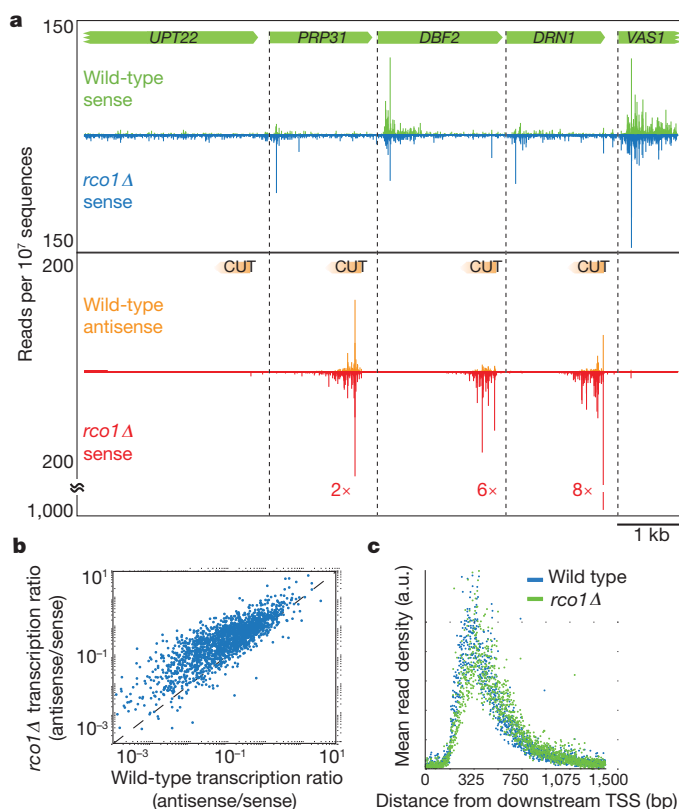 a
150
UPT22 PRP31 DBF2 DRN1 VAS1
Wild-type
sense
rco1Δ
sense
150
Reads per 10⁷ sequences
200
CUT CUT CUT CUT
Wild-type
antisense
rco1Δ
sense
200
2× 6× 8×
1,000
1 kb
b
10¹
10⁻¹
10⁻³
rco1Δ transcription ratio
(antisense/sense)
10⁻³ 10⁻¹ 10¹
Wild-type transcription ratio
(antisense/sense)
c
Wild type
rco1Δ
Mean read density (a.u.)
0 325 750 1,075 1,500
Distance from downstream TSS (bp)